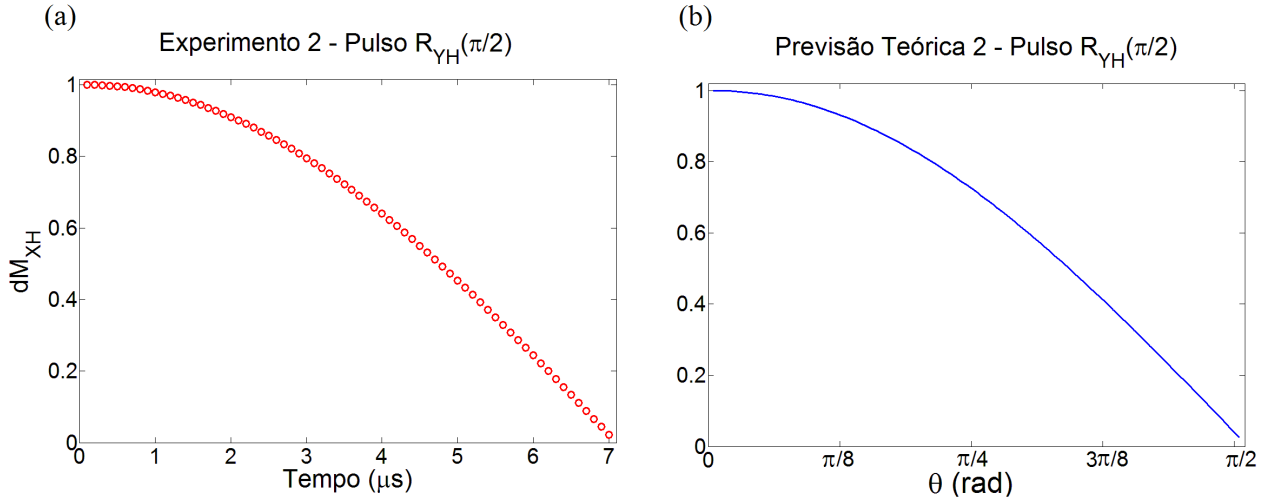 (a)
Experimento 2 - Pulso R_YH(π/2)
dM_XH
1
0.8
0.6
0.4
0.2
0
0 1 2 3 4 5 6 7
Tempo (μs)
(b)
Previsão Teórica 2 - Pulso R_YH(π/2)
1
0.8
0.6
0.4
0.2
0
0 π/8 π/4 3π/8 π/2
θ (rad)